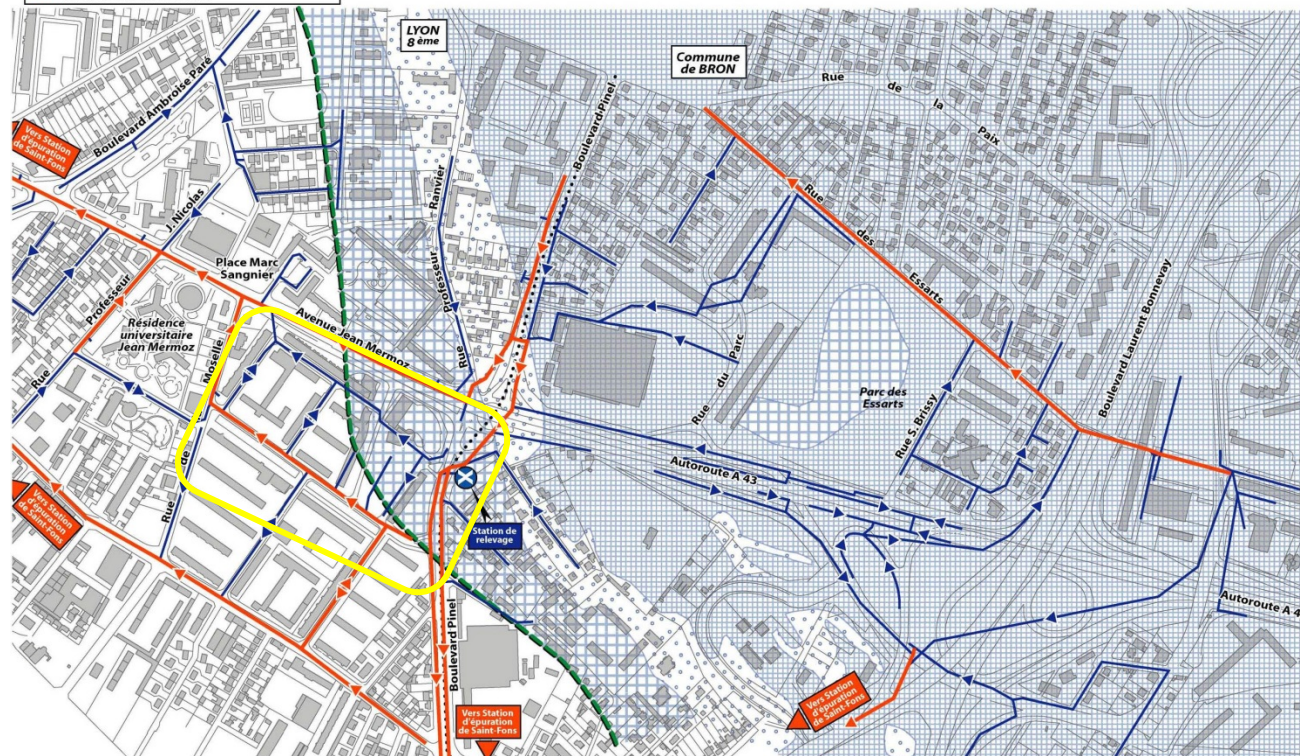 LYON
8 ème
Commune
de BRON
Rue
de
la
Paix
Boulevard Pinel
Boulevard Ambroise Paré
Vers Station
d'épuration
de Saint-Fons
Ranvier
Professeur
Rue
J. Nicolas
Professeur
Rue
Place Marc
Sangnier
Résidence
universitaire
Jean Mermoz
Avenue Jean Mermoz
Moselle
de
Rue
Rue
des
Essarts
Boulevard Laurent Bonnevay
Parc
du
Rue
Parc des
Essarts
Rue S. Brissy
Autoroute A 43
Station de
relevage
Vers Station
d'épuration
de Saint-Fons
Autoroute A 4
Boulevard Pinel
Vers Station
d'épuration
de Saint-Fons
Vers Station
d'épuration
de Saint-Fons